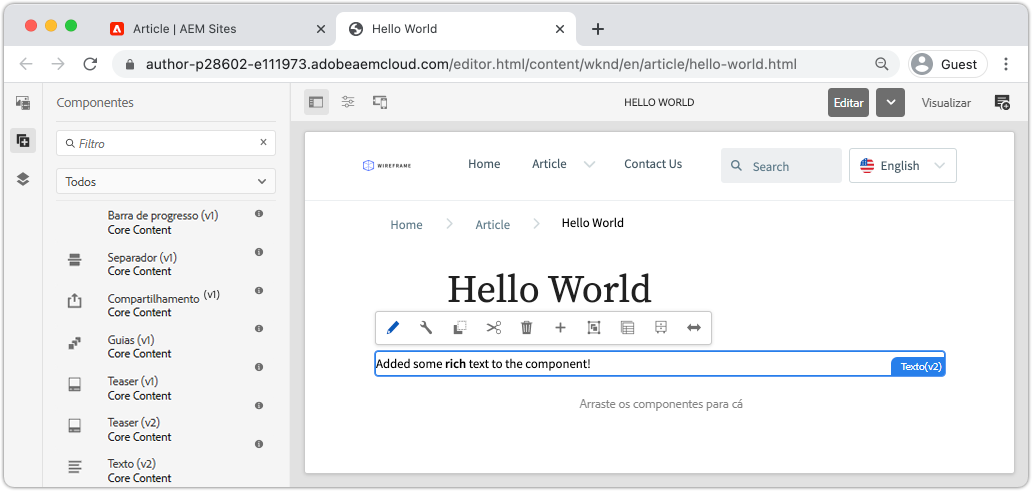 Article | AEM Sites
Hello World
author-p28602-e111973.adobeaemcloud.com/editor.html/content/wknd/en/article/hello-world.html
Guest
Componentes
HELLO WORLD
Editar
Visualizar
Filtro
Todos
Barra de progresso (v1)
Core Content
Separador (v1)
Core Content
Compartilhamento (v1)
Core Content
Guias (v1)
Core Content
Teaser (v1)
Core Content
Teaser (v2)
Core Content
Texto (v2)
Core Content
WIREFRAME
Home
Article
Contact Us
Search
English
Home
Article
Hello World
Hello World
Added some rich text to the component!
Texto(v2)
Arraste os componentes para cá